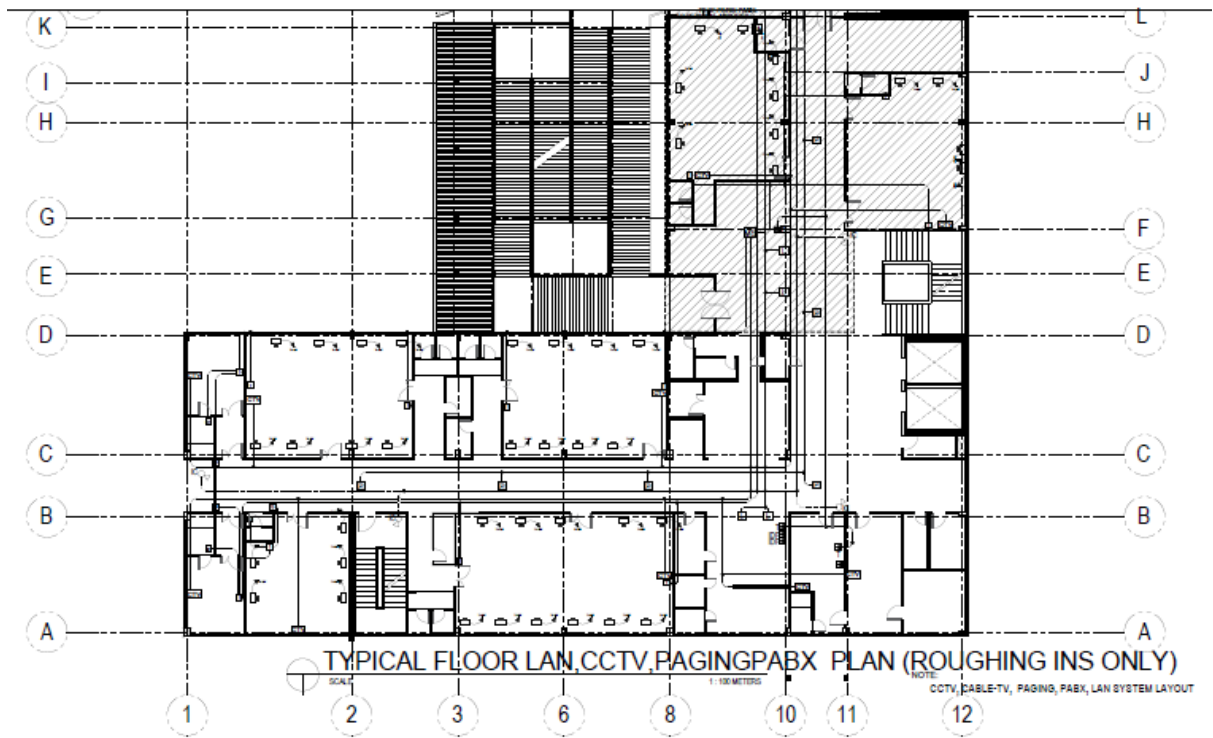 K
L
I
J
H
H
G
F
E
E
D
D
C
C
B
B
A
A
TYPICAL FLOOR LAN,CCTV,PAGINGPABX PLAN (ROUGHING INS ONLY)
SCALE
1 : 100 METERS
NOTE:
CCTV, CABLE-TV, PAGING, PABX, LAN SYSTEM LAYOUT
1
2
3
6
8
10
11
12